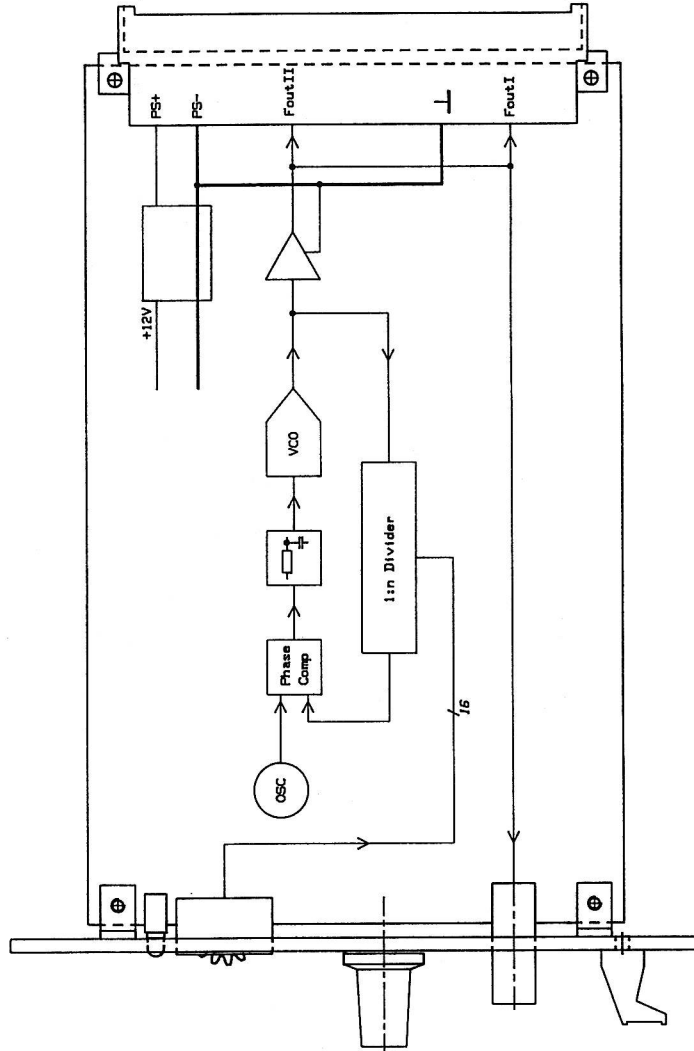 PS+
PS-
FoutII
⊥
FoutI
+12V
VCO
1:n Divider
Phase
Comp
OSC
16